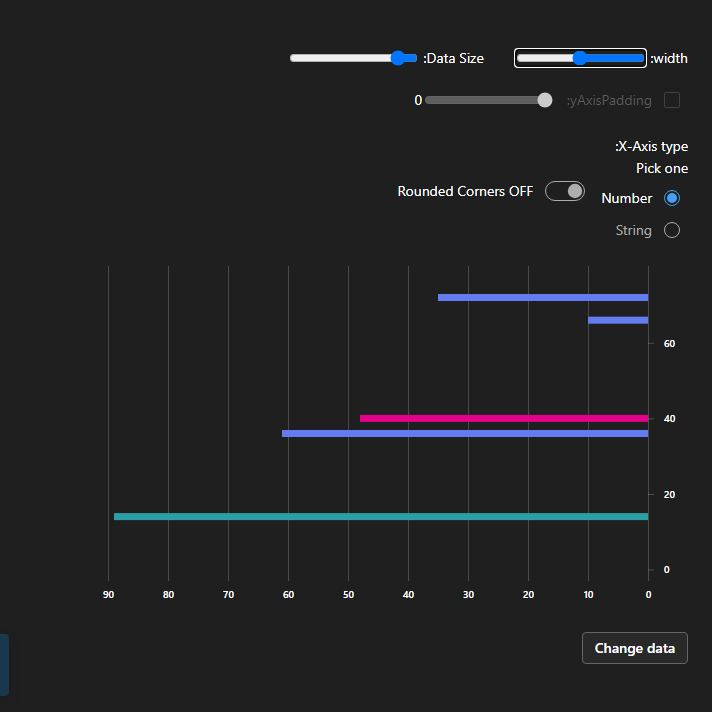 :width
:Data Size
:yAxisPadding
0
:X-Axis type
Pick one
Number
Rounded Corners OFF
String
60
40
20
0
90 80 70 60 50 40 30 20 10 0
Change data